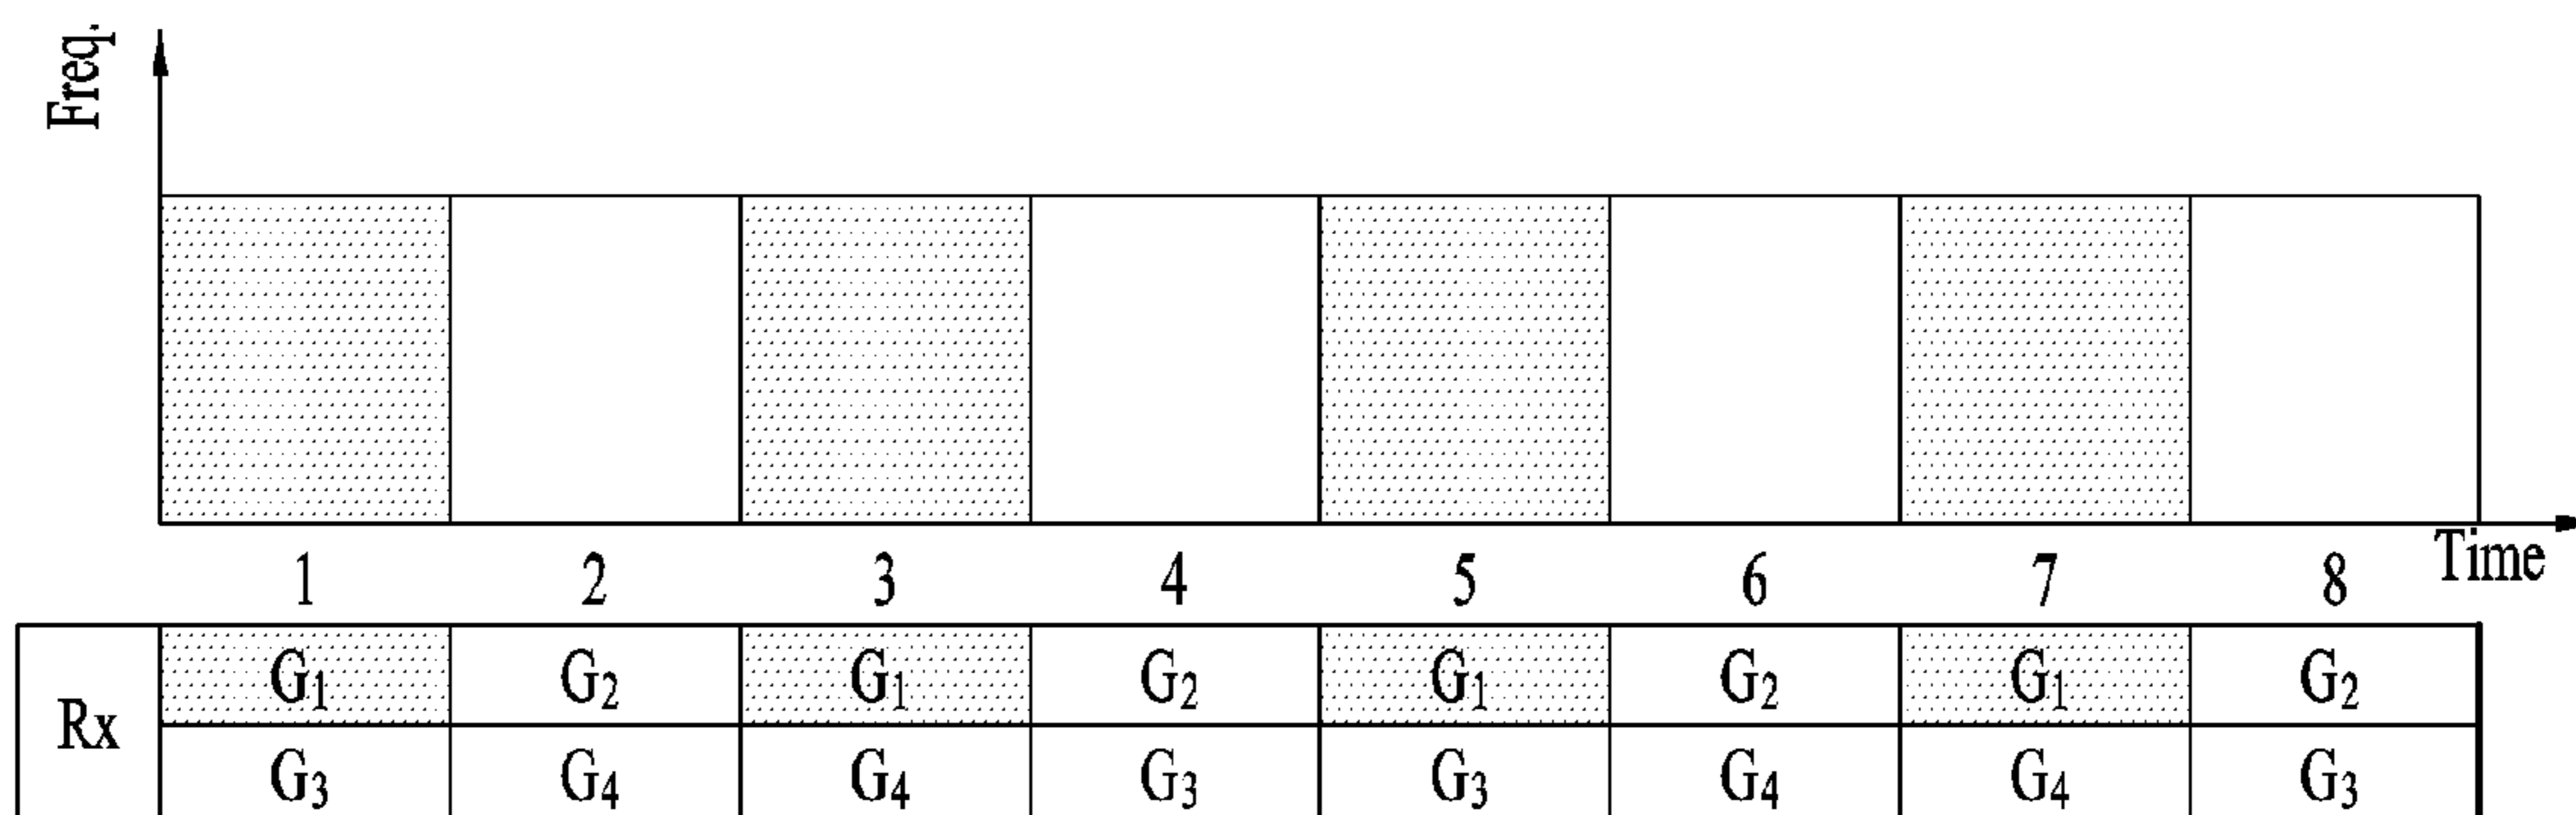 Freq.
Time
1 2 3 4 5 6 7 8
Rx
G₁ G₂ G₁ G₂ G₁ G₂ G₁ G₂
G₃ G₄ G₄ G₃ G₃ G₄ G₄ G₃